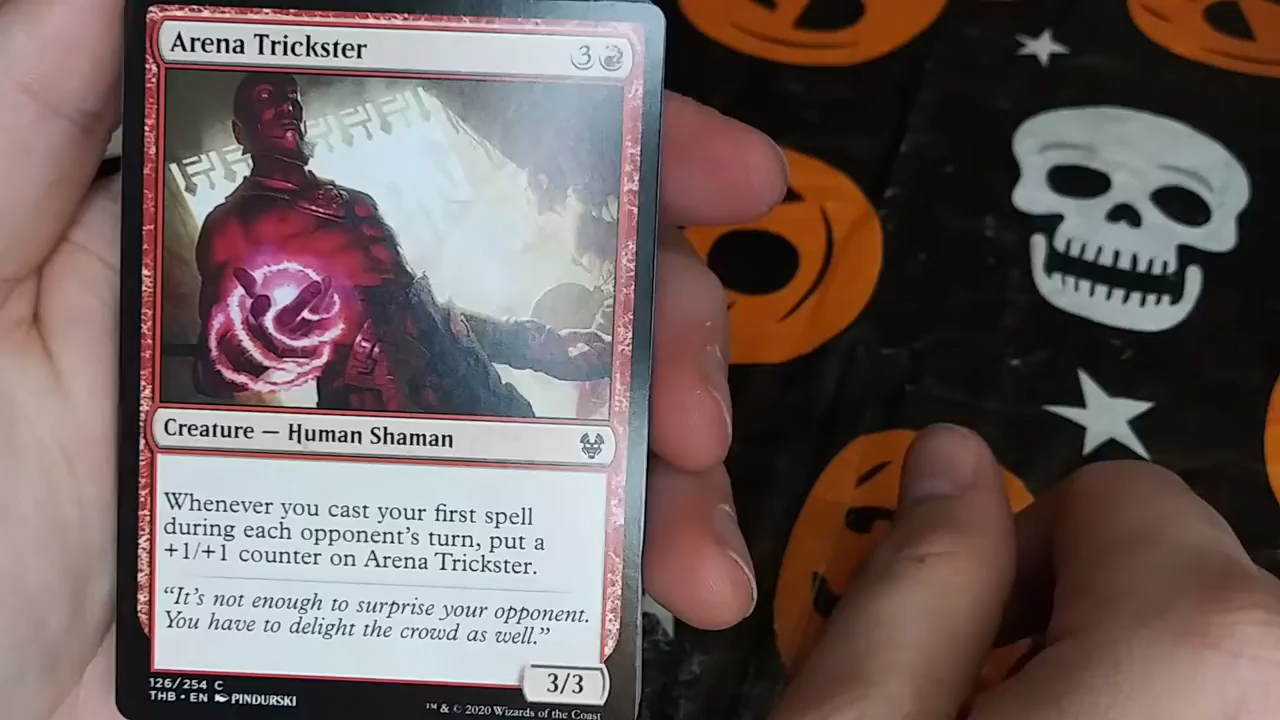 Arena Trickster 3
Creature — Human Shaman
Whenever you cast your first spell
during each opponent's turn, put a
+1/+1 counter on Arena Trickster.
"It's not enough to surprise your opponent.
You have to delight the crowd as well."
3/3
126/254 C
THB • EN PINDURSKI
™ & © 2020 Wizards of the Coast